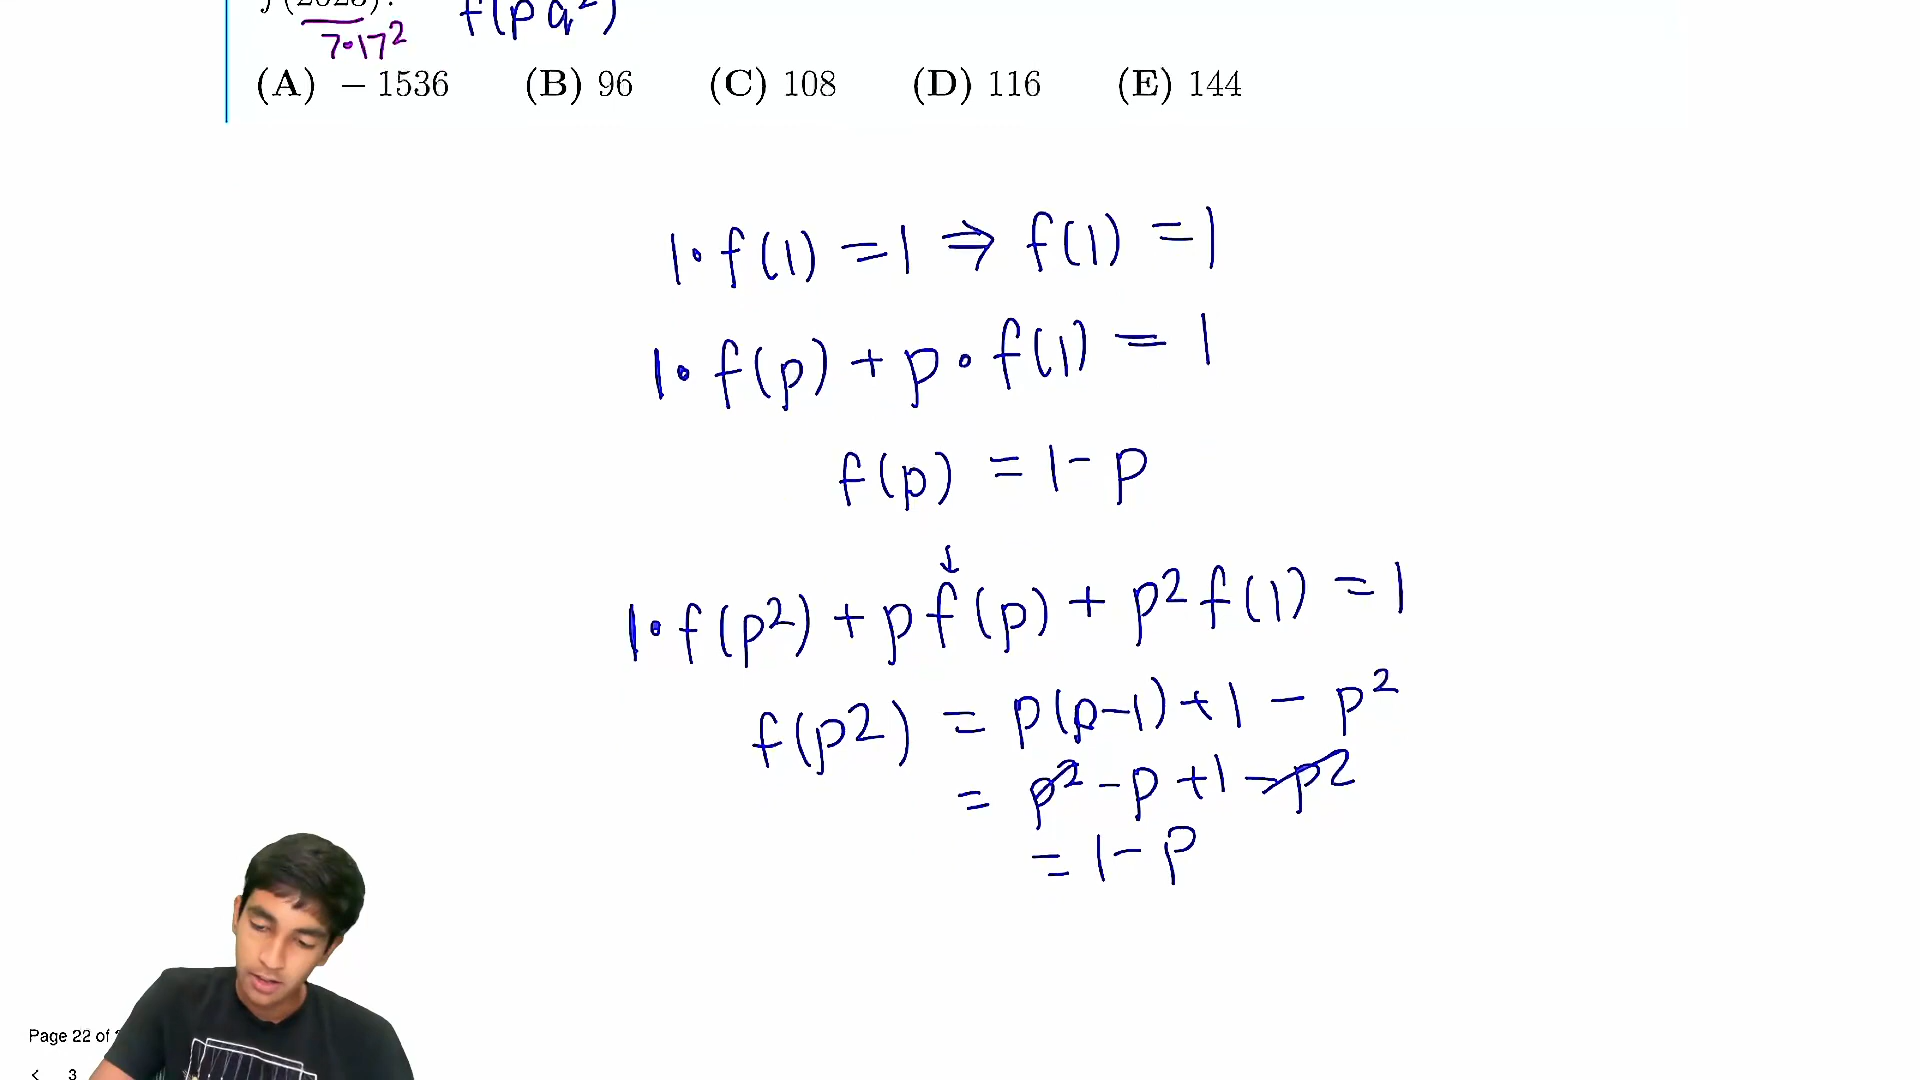 f(2023).
7·17²
f(pq²)
(A) − 1536 (B) 96 (C) 108 (D) 116 (E) 144
1·f(1) = 1 ⇒ f(1) = 1
1·f(p) + p·f(1) = 1
f(p) = 1 - p
↓
1·f(p²) + pf(p) + p²f(1) = 1
f(p2) = p(p-1) + 1 - p²
= p² - p + 1 - p2
= 1 - p
Page 22 of
< 3